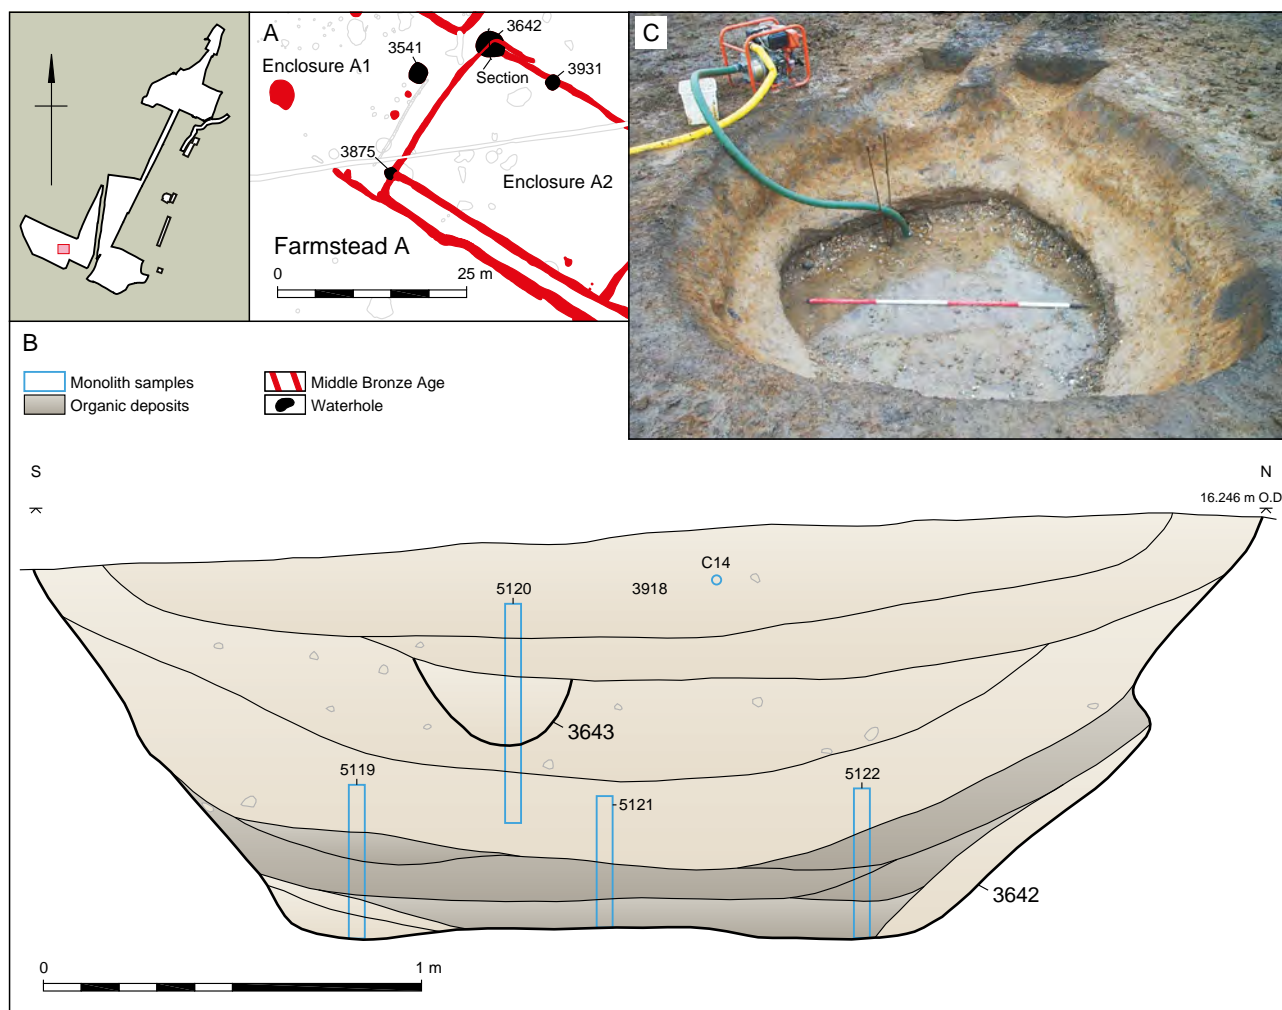 A
3642
3541
Enclosure A1
Section
3931
3875
Enclosure A2
Farmstead A
0 25 m
C
B
Monolith samples
Middle Bronze Age
Organic deposits
Waterhole
S
N
16.246 m O.D
C14
5120
3918
3643
5119
5122
5121
3642
0 1 m